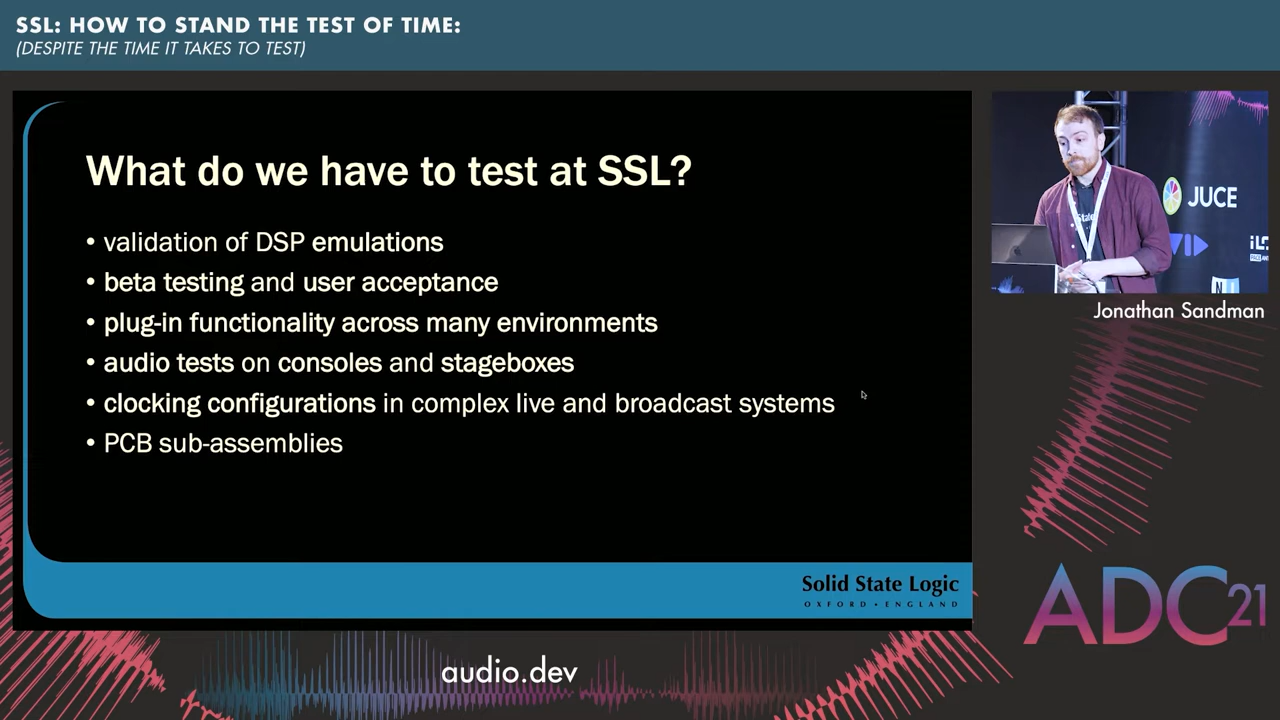 SSL: HOW TO STAND THE TEST OF TIME:
(DESPITE THE TIME IT TAKES TO TEST)
What do we have to test at SSL?
• validation of DSP emulations
• beta testing and user acceptance
• plug-in functionality across many environments
• audio tests on consoles and stageboxes
• clocking configurations in complex live and broadcast systems
• PCB sub-assemblies
Solid State Logic
OXFORD • ENGLAND
JUCE
Jonathan Sandman
ADC21
audio.dev